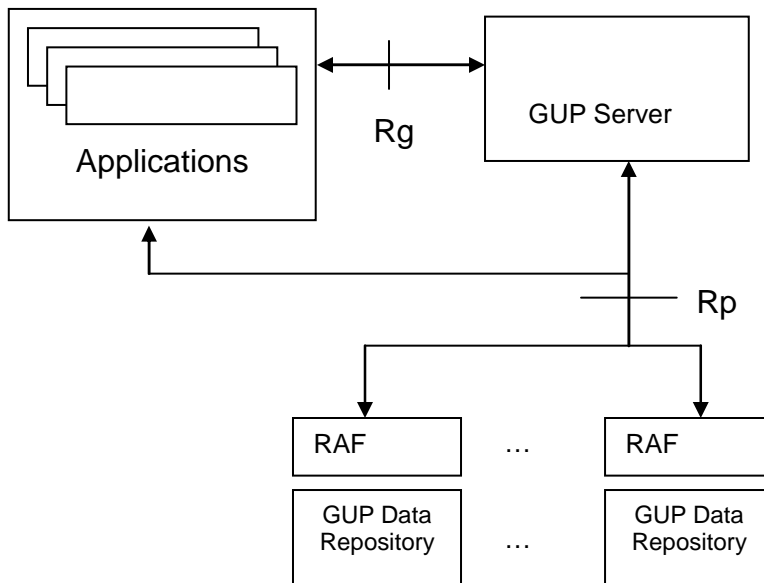 Applications
Rg
GUP Server
Rp
RAF
…
RAF
GUP Data
Repository
…
GUP Data
Repository